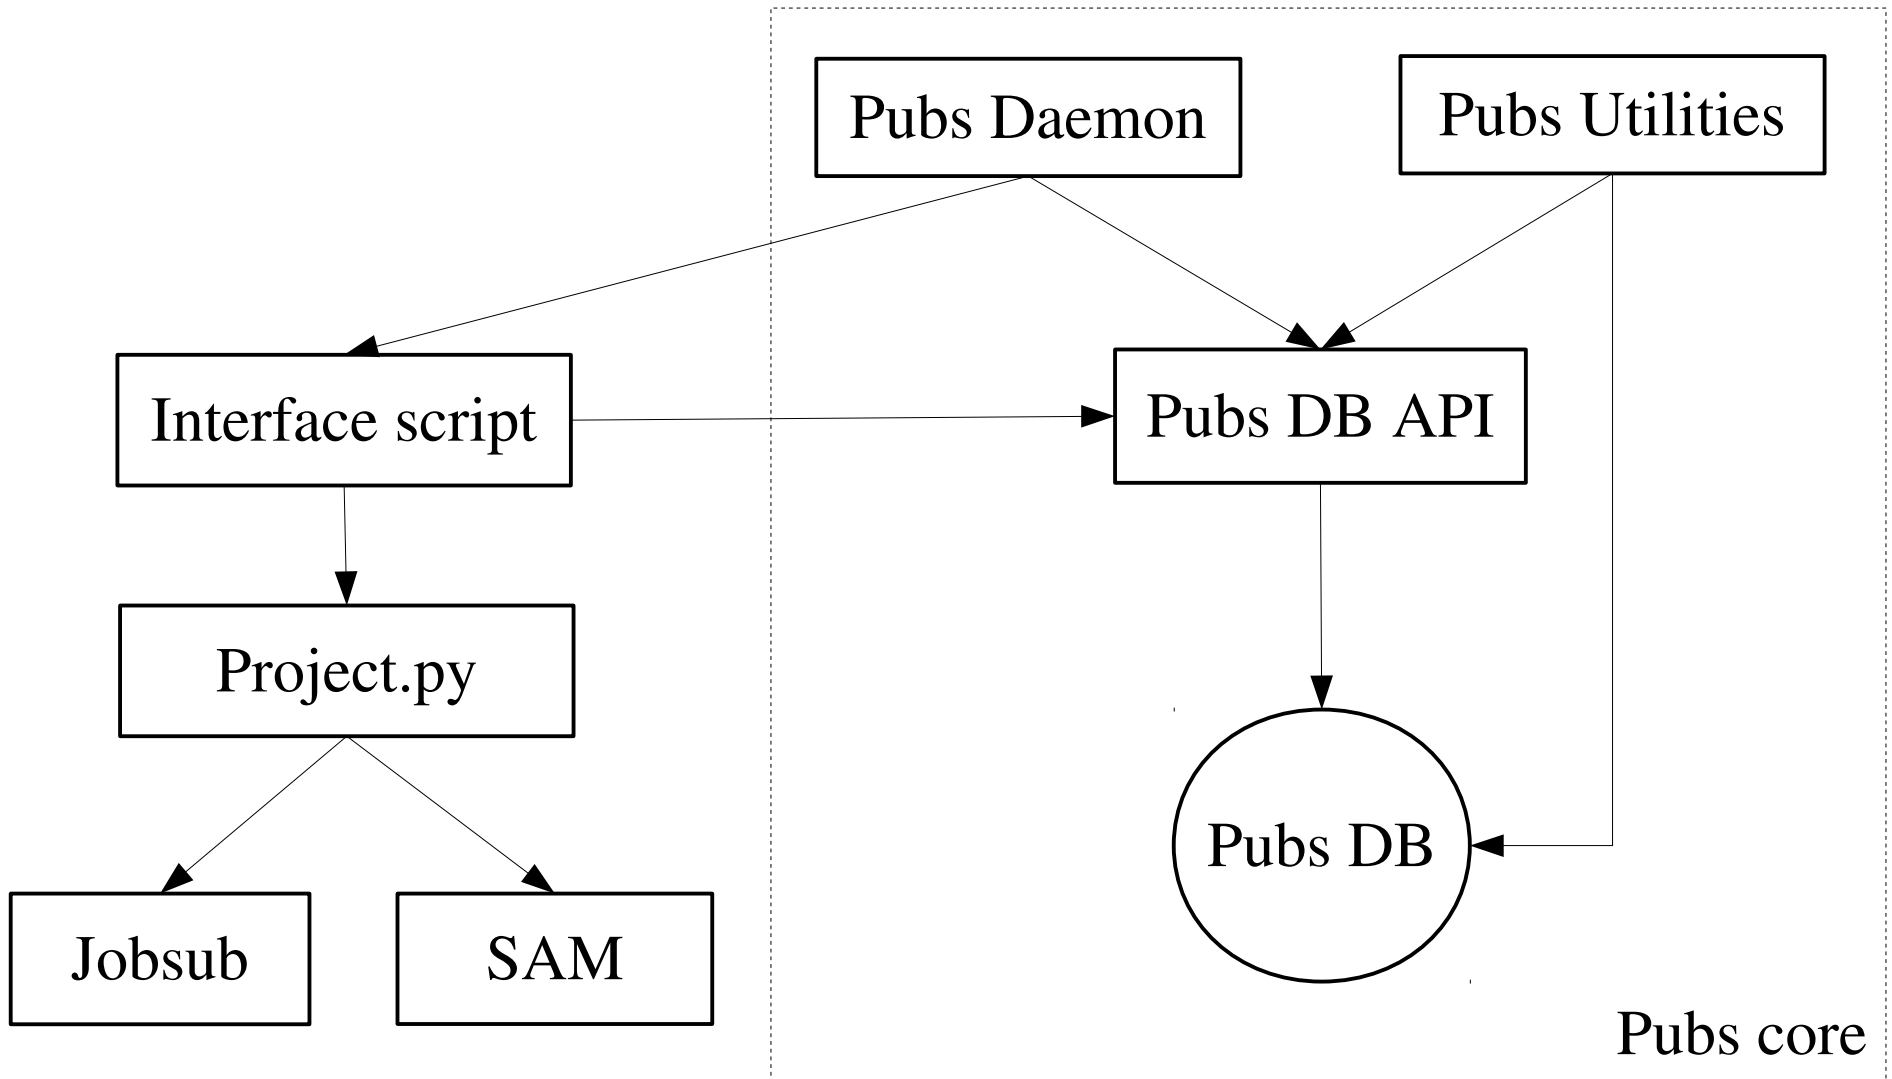 Pubs Daemon
Pubs Utilities
Interface script
Pubs DB API
Project.py
Pubs DB
Jobsub
SAM
Pubs core